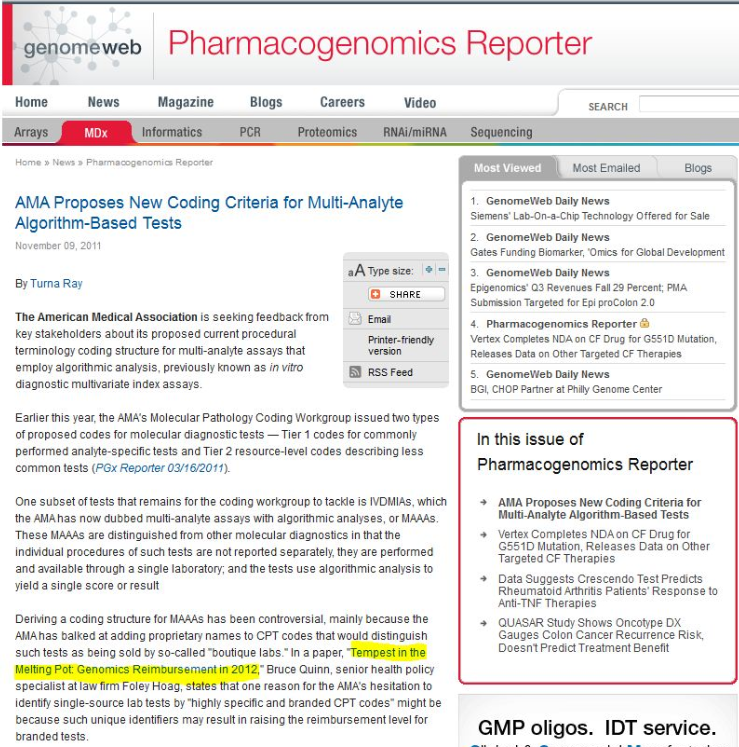 genomeweb
Pharmacogenomics Reporter
Home News Magazine Blogs Careers Video
SEARCH
Arrays MDx Informatics PCR Proteomics RNAi/miRNA Sequencing
Home » News » Pharmacogenomics Reporter
AMA Proposes New Coding Criteria for Multi-Analyte
Algorithm-Based Tests
November 09, 2011
By Turna Ray
aA Type size:
SHARE
Email
Printer-friendly
version
RSS Feed
The American Medical Association is seeking feedback from
key stakeholders about its proposed current procedural
terminology coding structure for multi-analyte assays that
employ algorithmic analysis, previously known as in vitro
diagnostic multivariate index assays.
Earlier this year, the AMA's Molecular Pathology Coding Workgroup issued two types
of proposed codes for molecular diagnostic tests — Tier 1 codes for commonly
performed analyte-specific tests and Tier 2 resource-level codes describing less
common tests (PGx Reporter 03/16/2011).
One subset of tests that remains for the coding workgroup to tackle is IVDMIAs, which
the AMA has now dubbed multi-analyte assays with algorithmic analyses, or MAAAs.
These MAAAs are distinguished from other molecular diagnostics in that the
individual procedures of such tests are not reported separately, they are performed
and available through a single laboratory; and the tests use algorithmic analysis to
yield a single score or result
Deriving a coding structure for MAAAs has been controversial, mainly because the
AMA has balked at adding proprietary names to CPT codes that would distinguish
such tests as being sold by so-called "boutique labs." In a paper, "Tempest in the
Melting Pot: Genomics Reimbursement in 2012," Bruce Quinn, senior health policy
specialist at law firm Foley Hoag, states that one reason for the AMA's hesitation to
identify single-source lab tests by "highly specific and branded CPT codes" might be
because such unique identifiers may result in raising the reimbursement level for
branded tests.
Most Viewed Most Emailed Blogs
1. GenomeWeb Daily News
Siemens' Lab-On-a-Chip Technology Offered for Sale
2. GenomeWeb Daily News
Gates Funding Biomarker, 'Omics for Global Development
3. GenomeWeb Daily News
Epigenomics' Q3 Revenues Fall 29 Percent; PMA
Submission Targeted for Epi proColon 2.0
4. Pharmacogenomics Reporter
Vertex Completes NDA on CF Drug for G551D Mutation,
Releases Data on Other Targeted CF Therapies
5. GenomeWeb Daily News
BGI, CHOP Partner at Philly Genome Center
In this issue of
Pharmacogenomics Reporter
AMA Proposes New Coding Criteria for
Multi-Analyte Algorithm-Based Tests
Vertex Completes NDA on CF Drug for
G551D Mutation, Releases Data on Other
Targeted CF Therapies
Data Suggests Crescendo Test Predicts
Rheumatoid Arthritis Patients' Response to
Anti-TNF Therapies
QUASAR Study Shows Oncotype DX
Gauges Colon Cancer Recurrence Risk,
Doesn't Predict Treatment Benefit
GMP oligos. IDT service.